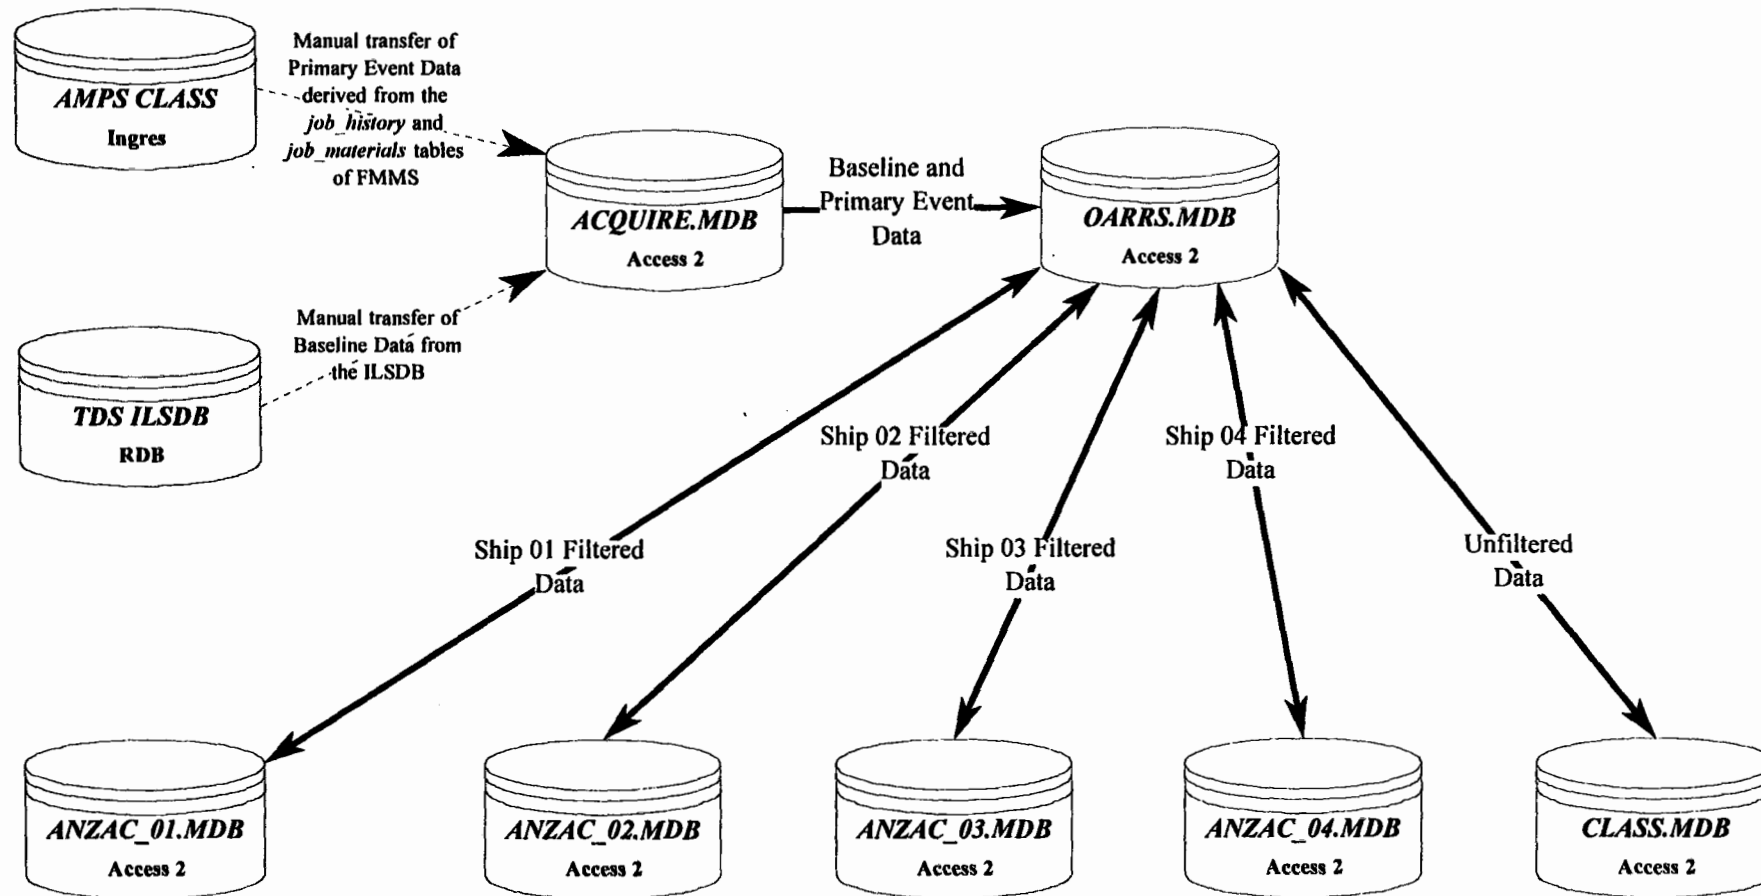 AMPS CLASS
Ingres
Manual transfer of
Primary Event Data
derived from the
job_history and
job_materials tables
of FMMS
ACQUIRE.MDB
Access 2
Baseline and
Primary Event
Data
OARRS.MDB
Access 2
TDS ILSDB
RDB
Manual transfer of
Baseline Data from
the ILSDB
Ship 01 Filtered
Data
Ship 02 Filtered
Data
Ship 03 Filtered
Data
Ship 04 Filtered
Data
Unfiltered
Data
ANZAC_01.MDB
Access 2
ANZAC_02.MDB
Access 2
ANZAC_03.MDB
Access 2
ANZAC_04.MDB
Access 2
CLASS.MDB
Access 2